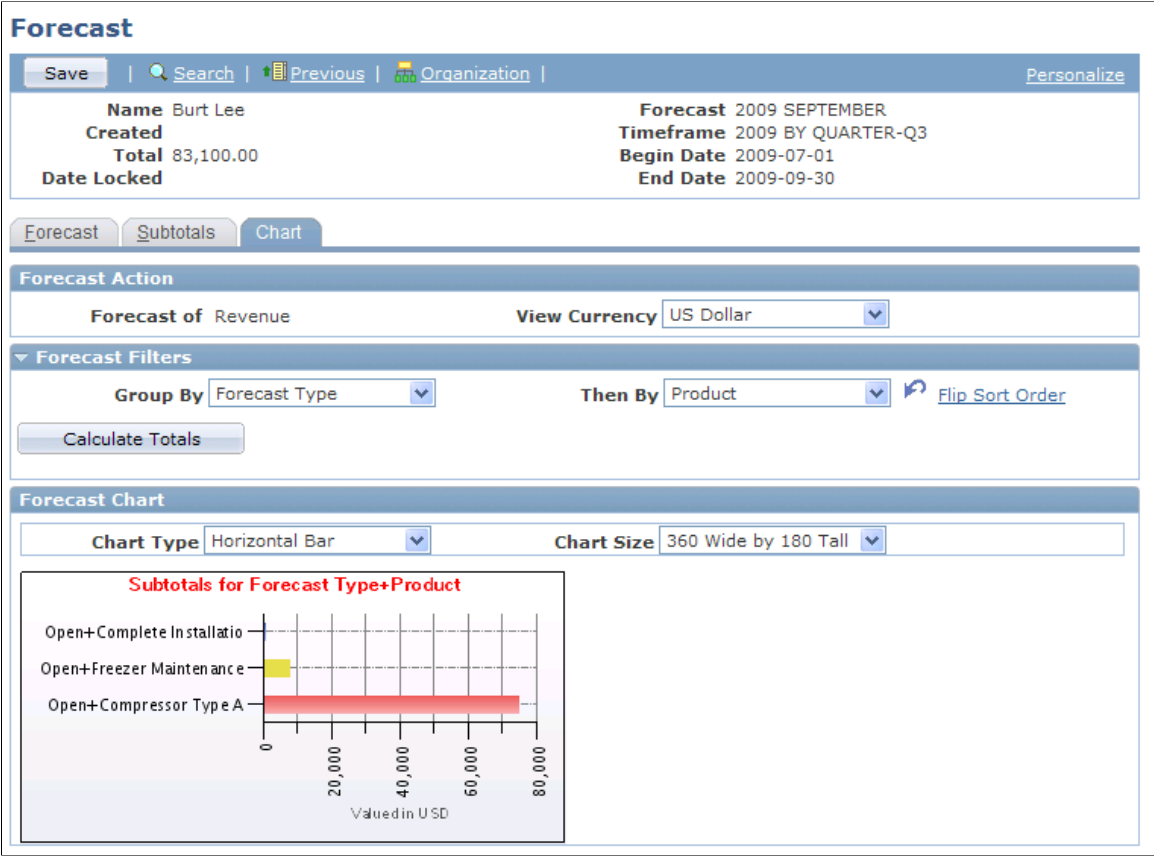 Forecast
Save | Search | Previous | Organization | Personalize
Name Burt Lee Forecast 2009 SEPTEMBER
Created Timeframe 2009 BY QUARTER-Q3
Total 83,100.00 Begin Date 2009-07-01
Date Locked End Date 2009-09-30
Forecast Subtotals Chart
Forecast Action
Forecast of Revenue View Currency US Dollar
Forecast Filters
Group By Forecast Type Then By Product Flip Sort Order
Calculate Totals
Forecast Chart
Chart Type Horizontal Bar Chart Size 360 Wide by 180 Tall
Subtotals for Forecast Type+Product
Open+Complete Installatio
Open+Freezer Maintenance
Open+Compressor Type A
0 20,000 40,000 60,000 80,000
Valued in USD